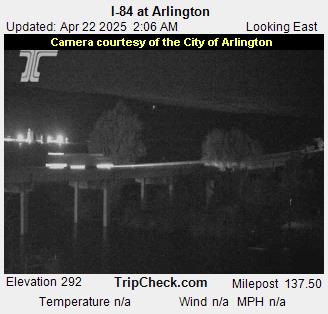 I-84 at Arlington
Updated: Apr 22 2025 2:06 AM Looking East
Camera courtesy of the City of Arlington
Elevation 292 TripCheck.com Milepost 137.50
Temperature n/a Wind n/a MPH n/a